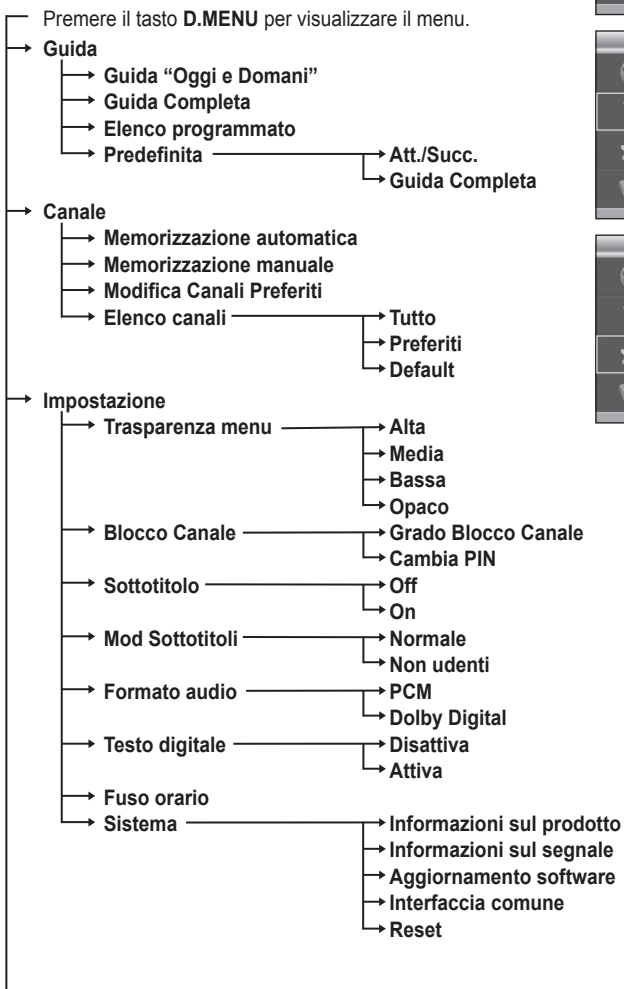 Premere il tasto D.MENU per visualizzare il menu.
Guida
Guida “Oggi e Domani”
Guida Completa
Elenco programmato
Predefinita
Att./Succ.
Guida Completa
Canale
Memorizzazione automatica
Memorizzazione manuale
Modifica Canali Preferiti
Elenco canali
Tutto
Preferiti
Default
Impostazione
Trasparenza menu
Alta
Media
Bassa
Opaco
Blocco Canale
Grado Blocco Canale
Cambia PIN
Sottotitolo
Off
On
Mod Sottotitoli
Normale
Non udenti
Formato audio
PCM
Dolby Digital
Testo digitale
Disattiva
Attiva
Fuso orario
Sistema
Informazioni sul prodotto
Informazioni sul segnale
Aggiornamento software
Interfaccia comune
Reset